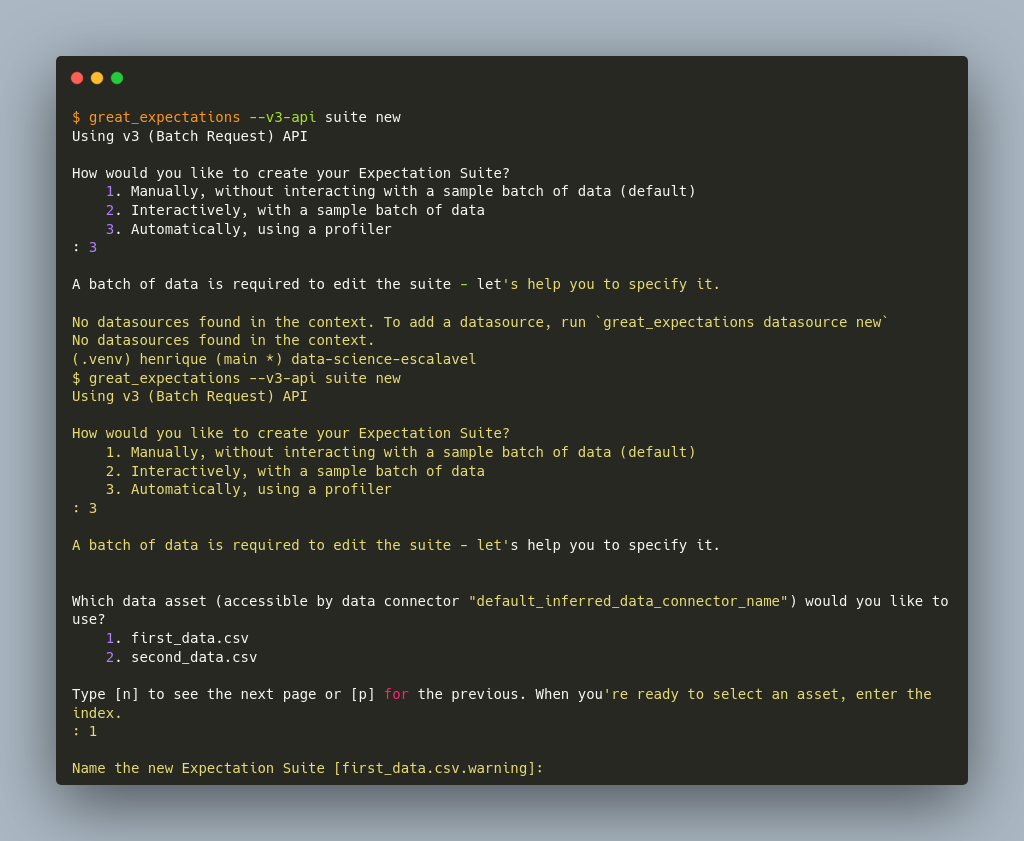 $ great_expectations --v3-api suite new
Using v3 (Batch Request) API
How would you like to create your Expectation Suite?
1. Manually, without interacting with a sample batch of data (default)
2. Interactively, with a sample batch of data
3. Automatically, using a profiler
: 3
A batch of data is required to edit the suite - let's help you to specify it.
No datasources found in the context. To add a datasource, run `great_expectations datasource new`
No datasources found in the context.
(.venv) henrique (main *) data-science-escalavel
$ great_expectations --v3-api suite new
Using v3 (Batch Request) API
How would you like to create your Expectation Suite?
1. Manually, without interacting with a sample batch of data (default)
2. Interactively, with a sample batch of data
3. Automatically, using a profiler
: 3
A batch of data is required to edit the suite - let's help you to specify it.
Which data asset (accessible by data connector "default_inferred_data_connector_name") would you like to
use?
1. first_data.csv
2. second_data.csv
Type [n] to see the next page or [p] for the previous. When you're ready to select an asset, enter the
index.
: 1
Name the new Expectation Suite [first_data.csv.warning]: